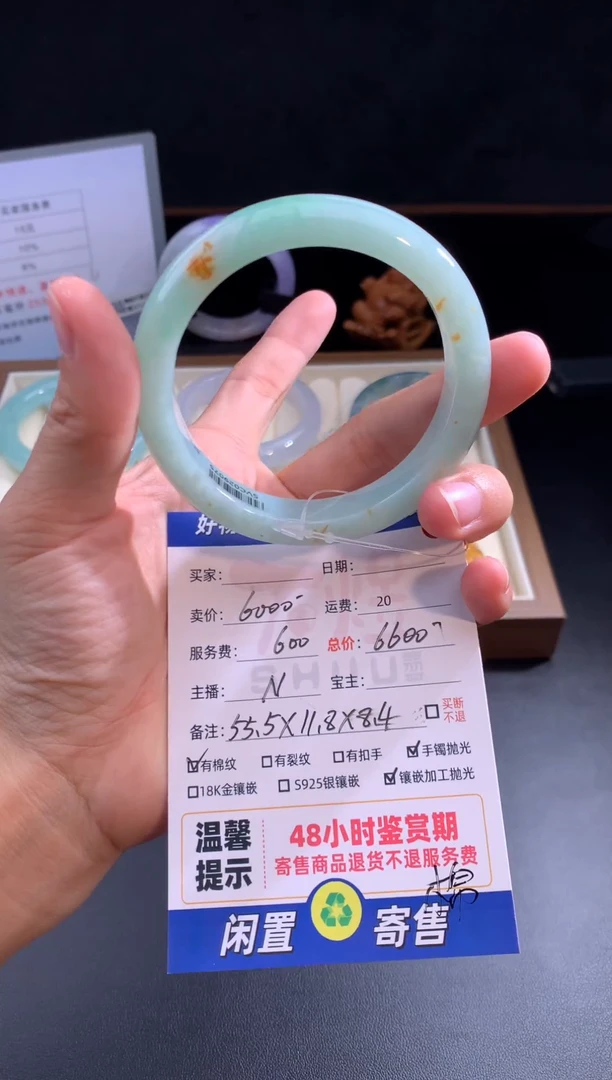 买家: 日期:
卖价: 6000- 运费: 20
服务费: 600 总价: 6600
主播: N 宝主:
备注: 55.5X11.8X8.4 □买断不退
☑有棉纹 □有裂纹 □有扣手 ☑手镯抛光
□18K金镶嵌 □S925银镶嵌 ☑镶嵌加工抛光
温馨提示
48小时鉴赏期
寄售商品退货不退服务费
棉
闲置 寄售